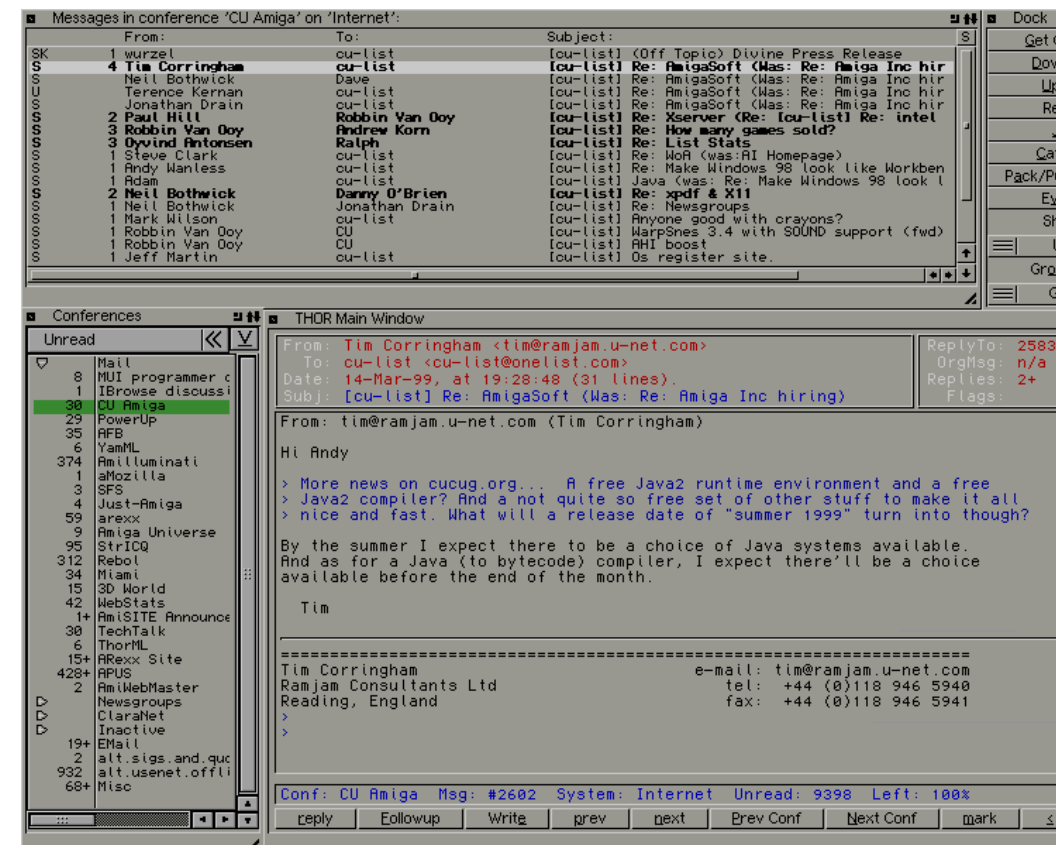 Messages in conference 'CU Amiga' on 'Internet':
From: To: Subject: S
SK 1 wurzel cu-list [cu-list] (Off Topic) Divine Press Release
S 4 Tim Corringham cu-list [cu-list] Re: AmigaSoft (Was: Re: Amiga Inc hir
S Neil Bothwick Dave [cu-list] Re: AmigaSoft (Was: Re: Amiga Inc hir
U Terence Kernan cu-list [cu-list] Re: AmigaSoft (Was: Re: Amiga Inc hir
S Jonathan Drain cu-list [cu-list] Re: AmigaSoft (Was: Re: Amiga Inc hir
S 2 Paul Hill Robbin Van Ooy [cu-list] Re: Xserver (Re: [cu-list] Re: intel
S 3 Robbin Van Ooy Andrew Korn [cu-list] Re: How many games sold?
S 3 Oyvind Antonsen Ralph [cu-list] Re: List Stats
S 1 Steve Clark cu-list [cu-list] Re: WoA (was:AI Homepage)
S 1 Andy Wanless cu-list [cu-list] Re: Make Windows 98 look like Workben
S 1 Adam cu-list [cu-list] Java (was: Re: Make Windows 98 look l
S 2 Neil Bothwick Danny O'Brien [cu-list] Re: xpdf & X11
S 1 Neil Bothwick Jonathan Drain [cu-list] Re: Newsgroups
S 1 Mark Wilson cu-list [cu-list] Anyone good with crayons?
S 1 Robbin Van Ooy CU [cu-list] WarpSnes 3.4 with SOUND support (fwd)
S 1 Robbin Van Ooy CU [cu-list] AHI boost
S 1 Jeff Martin cu-list [cu-list] Os register site.
Dock
Get
Dov
Up
Re
Ca
Pack/P
Ev
Sh
U
Gro
G
Conferences
Unread
Mail
8 MUI programmer c
1 IBrowse discussi
30 CU Amiga
29 PowerUp
35 AFB
6 YamML
374 Amilluminati
1 aMozilla
3 SFS
4 Just-Amiga
59 arexx
9 Amiga Universe
95 StrICQ
312 Rebol
34 Miami
15 3D World
42 WebStats
1+ AmiSITE Announce
30 TechTalk
6 ThorML
15+ ARexx Site
428+ APUS
2 AmiWebMaster
Newsgroups
ClaraNet
Inactive
19+ EMail
2 alt.sigs.and.quo
932 alt.usenet.offli
68+ Misc
THOR Main Window
From: Tim Corringham <tim@ramjam.u-net.com> ReplyTo: 2583
To: cu-list <cu-list@onelist.com> OrgMsg: n/a
Date: 14-Mar-99, at 19:28:48 (31 lines). Replies: 2+
Subj: [cu-list] Re: AmigaSoft (Was: Re: Amiga Inc hiring) Flags:
From: tim@ramjam.u-net.com (Tim Corringham)
Hi Andy
> More news on cucug.org... A free Java2 runtime environment and a free
> Java2 compiler? And a not quite so free set of other stuff to make it all
> nice and fast. What will a release date of "summer 1999" turn into though?
By the summer I expect there to be a choice of Java systems available.
And as for a Java (to bytecode) compiler, I expect there'll be a choice
available before the end of the month.
Tim
======================================================================
Tim Corringham e-mail: tim@ramjam.u-net.com
Ramjam Consultants Ltd tel: +44 (0)118 946 5940
Reading, England fax: +44 (0)118 946 5941
>
>
Conf: CU Amiga Msg: #2602 System: Internet Unread: 9398 Left: 100%
reply Followup Write prev next Prev Conf Next Conf mark <